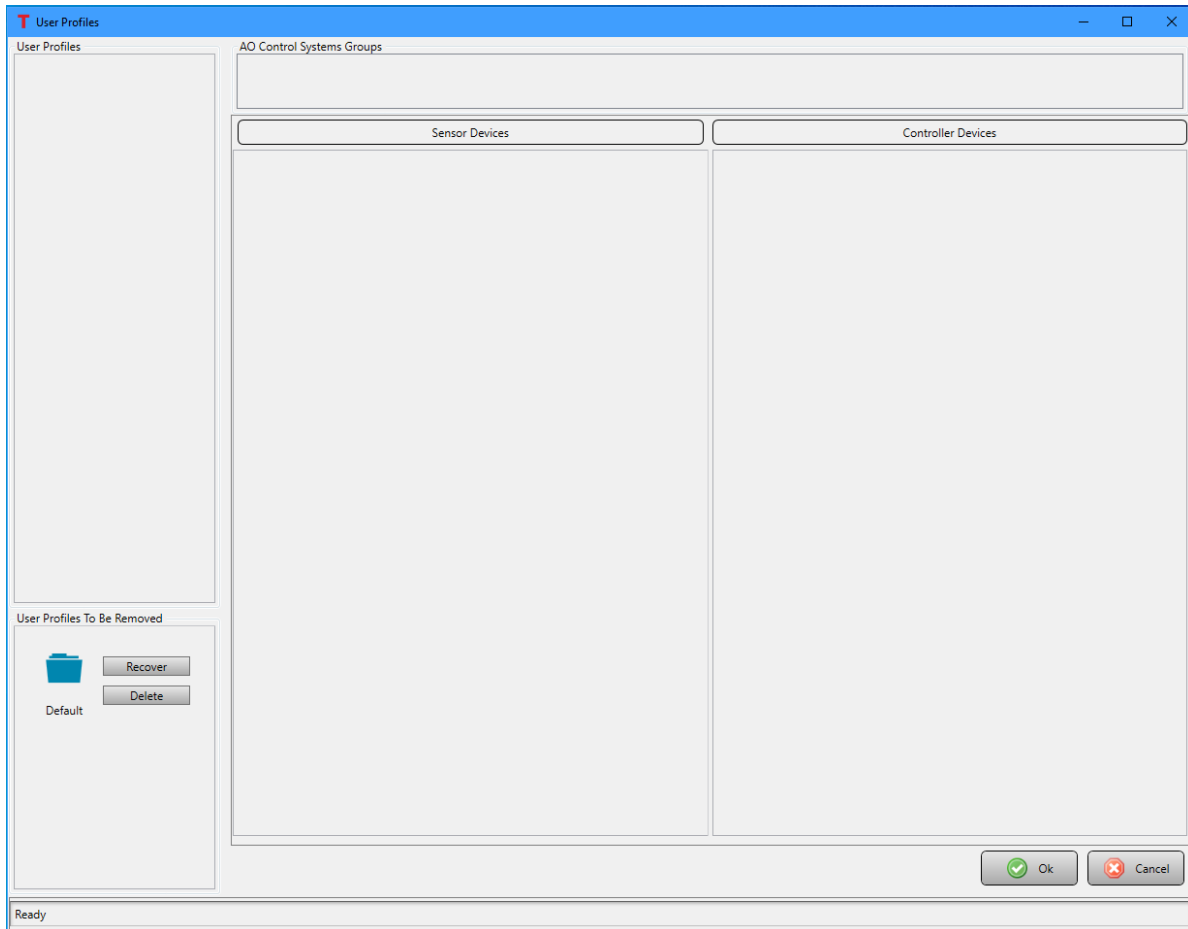 T User Profiles
User Profiles
AO Control Systems Groups
Sensor Devices
Controller Devices
User Profiles To Be Removed
Recover
Delete
Default
Ok
Cancel
Ready